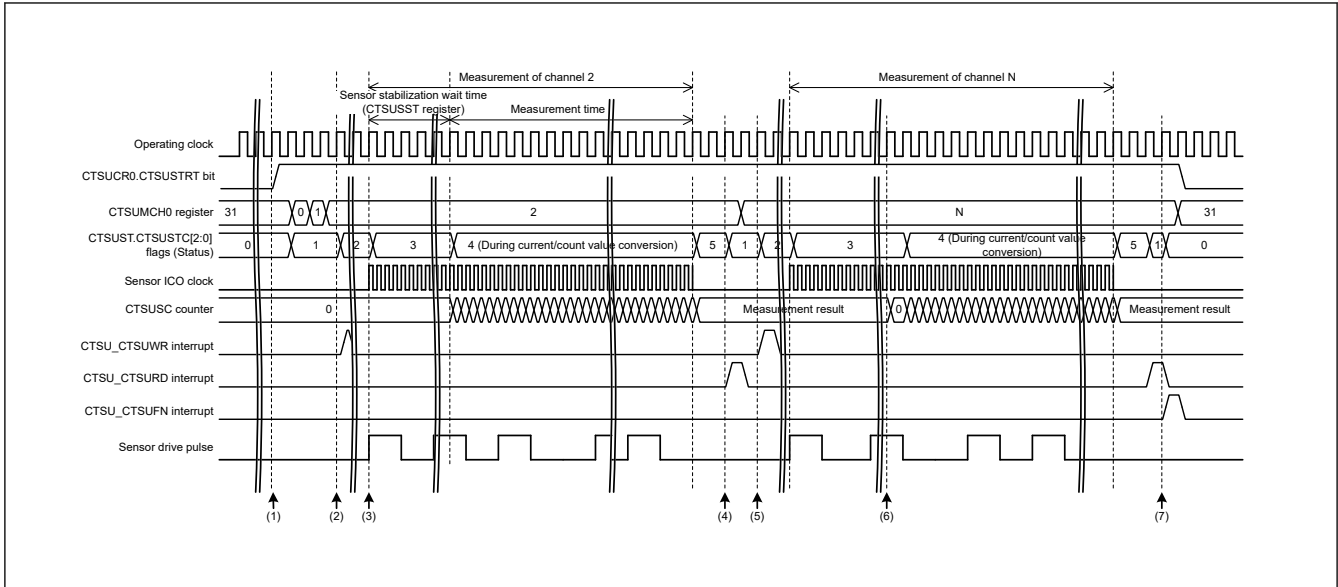 Measurement of channel 2
Measurement of channel N
Sensor stabilization wait time
(CTSUSST register)
Measurement time
Operating clock
CTSUCR0.CTSUSTRT bit
CTSUMCH0 register
31
0
1
2
N
31
CTSUST.CTSUSTC[2:0]
flags (Status)
0
1
2
3
4 (During current/count value conversion)
5
1
2
3
4 (During current/count value
conversion)
5
1
0
Sensor ICO clock
CTSUSC counter
0
Measurement result
0
Measurement result
CTSU_CTSUWR interrupt
CTSU_CTSURD interrupt
CTSU_CTSUFN interrupt
Sensor drive pulse
(1)
(2)
(3)
(4)
(5)
(6)
(7)